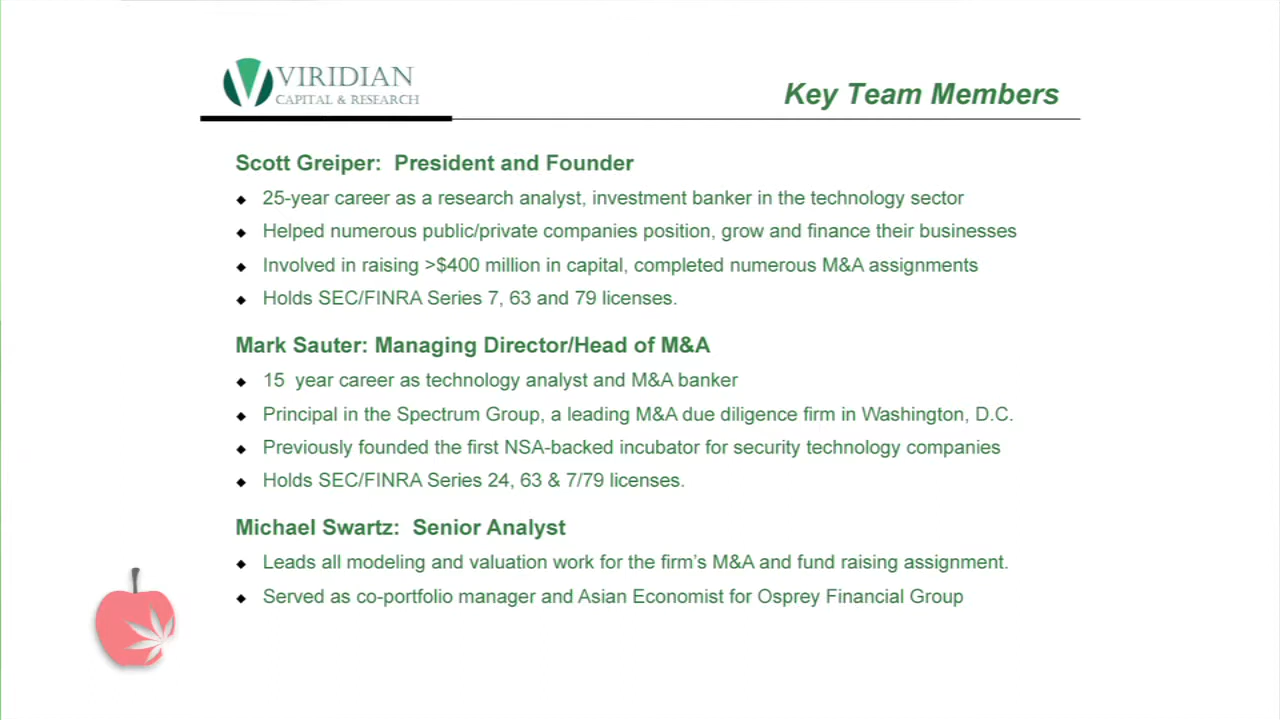 VIRIDIAN
CAPITAL & RESEARCH
Key Team Members
Scott Greiper:  President and Founder
◆ 25-year career as a research analyst, investment banker in the technology sector
◆ Helped numerous public/private companies position, grow and finance their businesses
◆ Involved in raising >$400 million in capital, completed numerous M&A assignments
◆ Holds SEC/FINRA Series 7, 63 and 79 licenses.
Mark Sauter: Managing Director/Head of M&A
◆ 15  year career as technology analyst and M&A banker
◆ Principal in the Spectrum Group, a leading M&A due diligence firm in Washington, D.C.
◆ Previously founded the first NSA-backed incubator for security technology companies
◆ Holds SEC/FINRA Series 24, 63 & 7/79 licenses.
Michael Swartz:  Senior Analyst
◆ Leads all modeling and valuation work for the firm’s M&A and fund raising assignment.
◆ Served as co-portfolio manager and Asian Economist for Osprey Financial Group